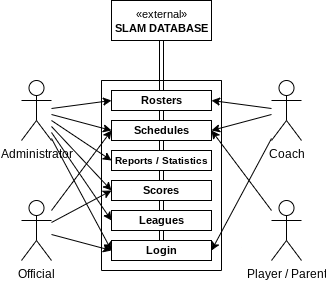 «external»
SLAM DATABASE
Rosters
Schedules
Administrator
Coach
Reports / Statistics
Scores
Leagues
Login
Official
Player / Parent